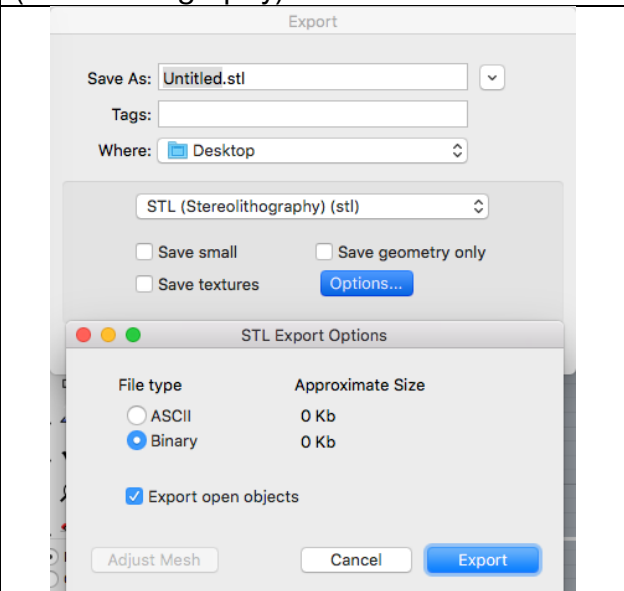 Export
Save As: Untitled.stl
Tags:
Where: Desktop
STL (Stereolithography) (stl)
Save small Save geometry only
Save textures Options...
STL Export Options
File type Approximate Size
ASCII 0 Kb
Binary 0 Kb
Export open objects
Adjust Mesh Cancel Export